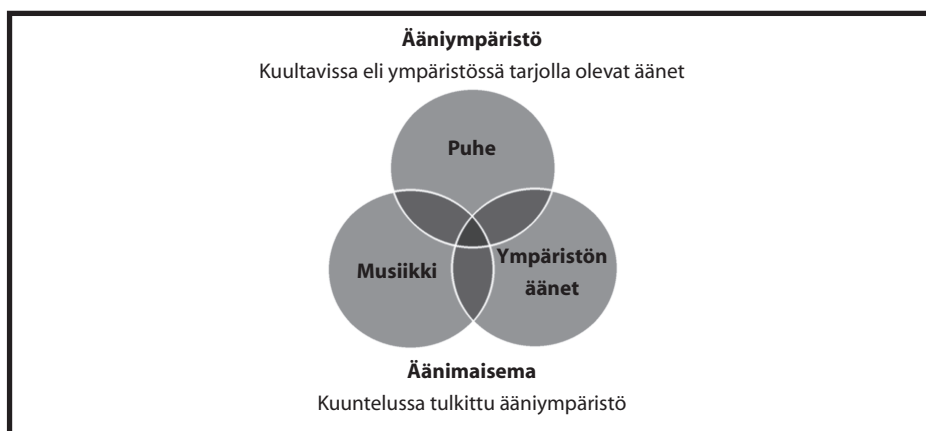 Ääniympäristö
Kuultavissa eli ympäristössä tarjolla olevat äänet
Puhe
Musiikki
Ympäristön
äänet
Äänimaisema
Kuuntelussa tulkittu ääniympäristö